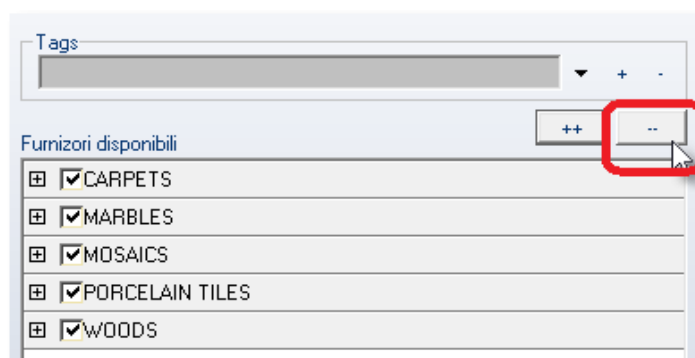 Tags
+ -
++ --
Furnizori disponibili
CARPETS
MARBLES
MOSAICS
PORCELAIN TILES
WOODS